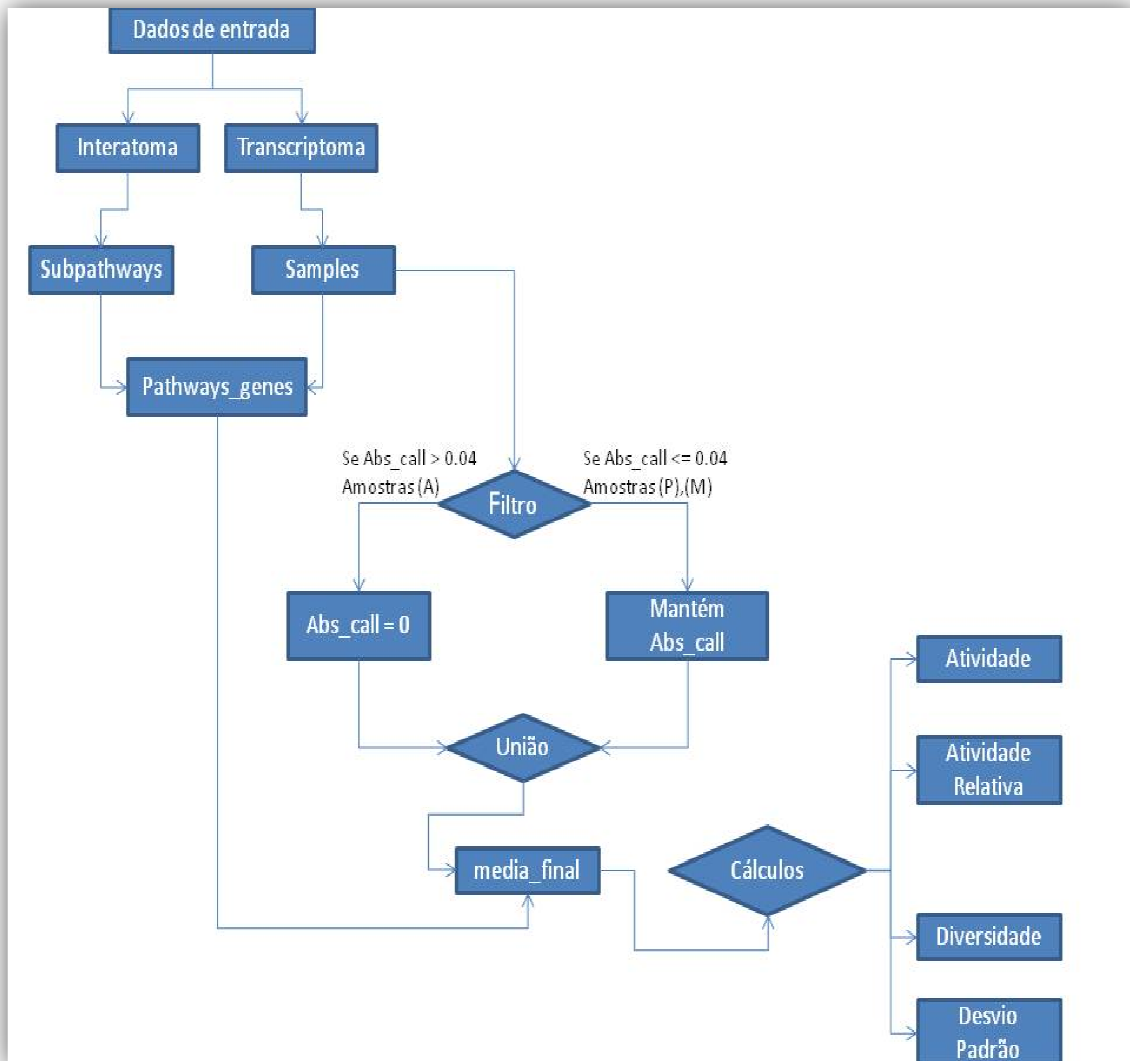 Dados de entrada
Interatoma
Transcriptoma
Subpathways
Samples
Pathways_genes
Se Abs_call > 0.04
Amostras (A)
Se Abs_call <= 0.04
Amostras (P),(M)
Filtro
Abs_call = 0
Mantém
Abs_call
União
media_final
Cálculos
Atividade
Atividade
Relativa
Diversidade
Desvio
Padrão